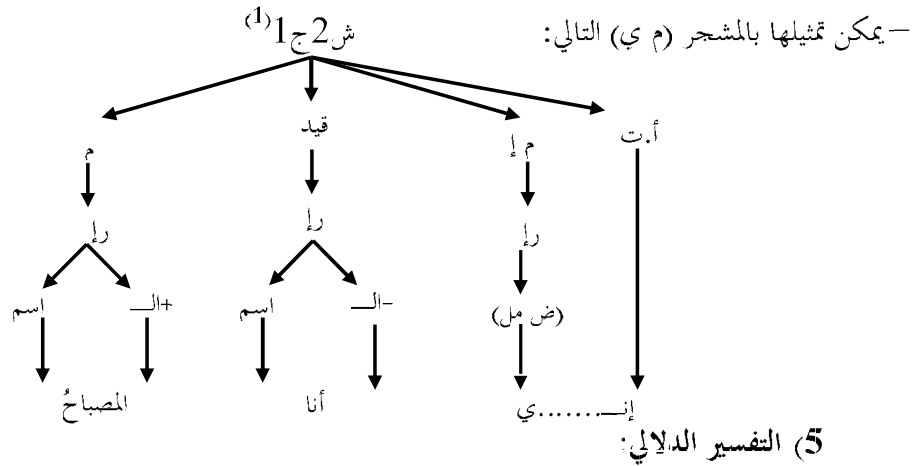 – يمكن تمثيلها بالمشجر (م ي) التالي:
ش2ج1(1)
أ.ت م إ قيد م
رإ رإ رإ
(ض مل) -الـ اسم +الـ اسم
إنـ.......ي أنا المصباحُ
5) التفسير الدلالي: